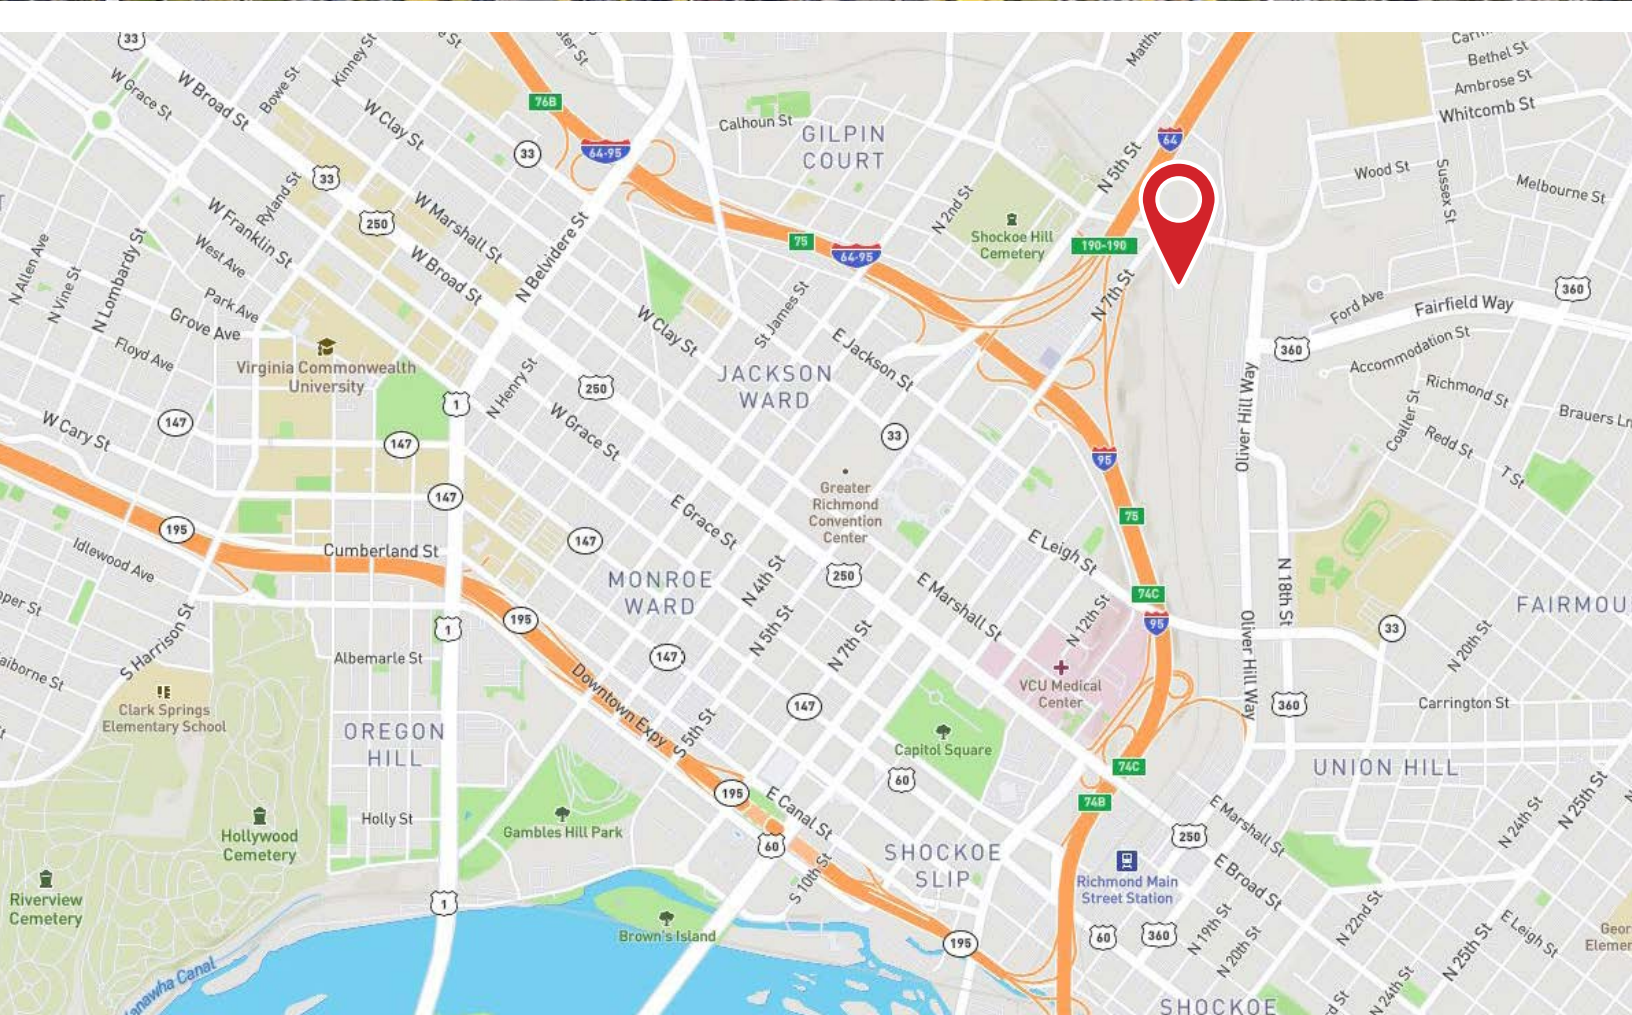 33
W Grace St
W Broad St
Bowe St
Kinney St
W Clay St
76B
33
64-95
Calhoun St
GILPIN
COURT
64
N 5th St
Bethel St
Ambrose St
Whitcomb St
Wood St
Sussex St
Melbourne St
33
Ryland St
250
W Marshall St
N 2nd St
Shockoe Hill
Cemetery
190-190
75
64-95
W Franklin St
West Ave
W Broad St
N Belvidere St
N Allen Ave
N Vine St
N Lombardy St
Park Ave
Grove Ave
Floyd Ave
Virginia Commonwealth
University
W Clay St
St James St
E Jackson St
N 7th St
360
Ford Ave
Fairfield Way
360
Accommodation St
Richmond St
Brauers Ln
Coalter St
Redd St
T St
Oliver Hill Way
JACKSON
WARD
250
N Henry St
1
147
147
W Cary St
W Grace St
33
95
Greater
Richmond
Convention
Center
147
195
E Grace St
75
Idlewood Ave
Cumberland St
147
MONROE
WARD
N 4th St
250
E Leigh St
74C
95
N 18th St
FAIRMOU
33
N 20th St
1
195
N 5th St
N 7th St
E Marshall St
N 12th St
VCU Medical
Center
Oliver Hill Way
360
Carrington St
S Harrison St
Albemarle St
147
Clark Springs
Elementary School
OREGON
HILL
Downtown Expy
S 5th St
147
Capitol Square
60
74C
UNION HILL
74B
195
E Canal St
Holly St
Gambles Hill Park
60
Hollywood
Cemetery
E Marshall St
N 24th St
N 25th St
250
SHOCKOE
SLIP
S 10th St
Richmond Main
Street Station
E Broad St
Riverview
Cemetery
1
Brown's Island
195
60
360
N 19th St
N 20th St
N 22nd St
N 25th St
E Leigh St
N 24th St
SHOCKOE